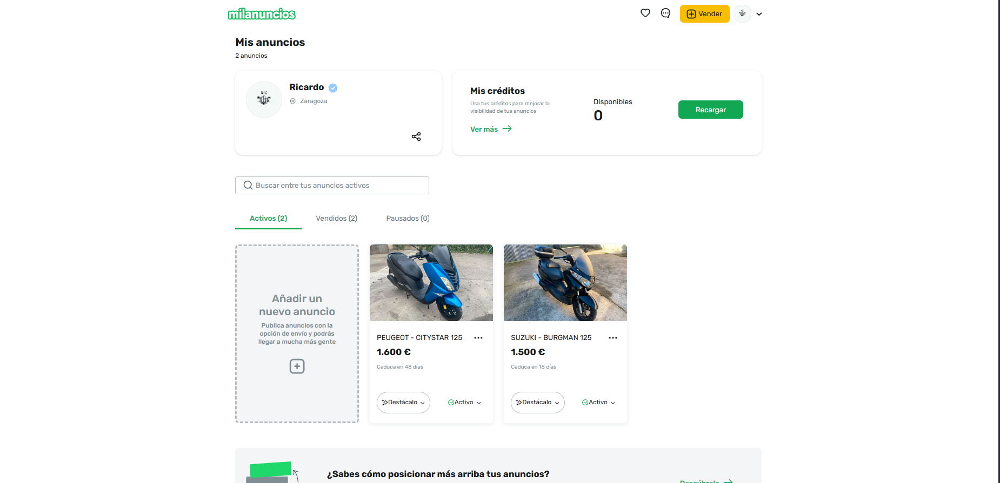 milanuncios
Vender
Mis anuncios
2 anuncios
RIC
Ricardo
Zaragoza
Mis créditos
Usa tus créditos para mejorar la
visibilidad de tus anuncios
Ver más
Disponibles
0
Recargar
Buscar entre tus anuncios activos
Activos (2)
Vendidos (2)
Pausados (0)
Añadir un
nuevo anuncio
Publica anuncios con la
opción de envío y podrás
llegar a mucha más gente
PEUGEOT - CITYSTAR 125
1.600 €
Caduca en 48 días
Destácalo
Activo
SUZUKI - BURGMAN 125
1.500 €
Caduca en 18 días
Destácalo
Activo
¿Sabes cómo posicionar más arriba tus anuncios?
Descúbrelo